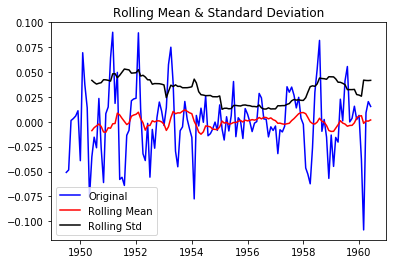 Rolling Mean & Standard Deviation
0.100
0.075
0.050
0.025
0.000
−0.025
−0.050
−0.075
−0.100
Original
Rolling Mean
Rolling Std
1950 1952 1954 1956 1958 1960